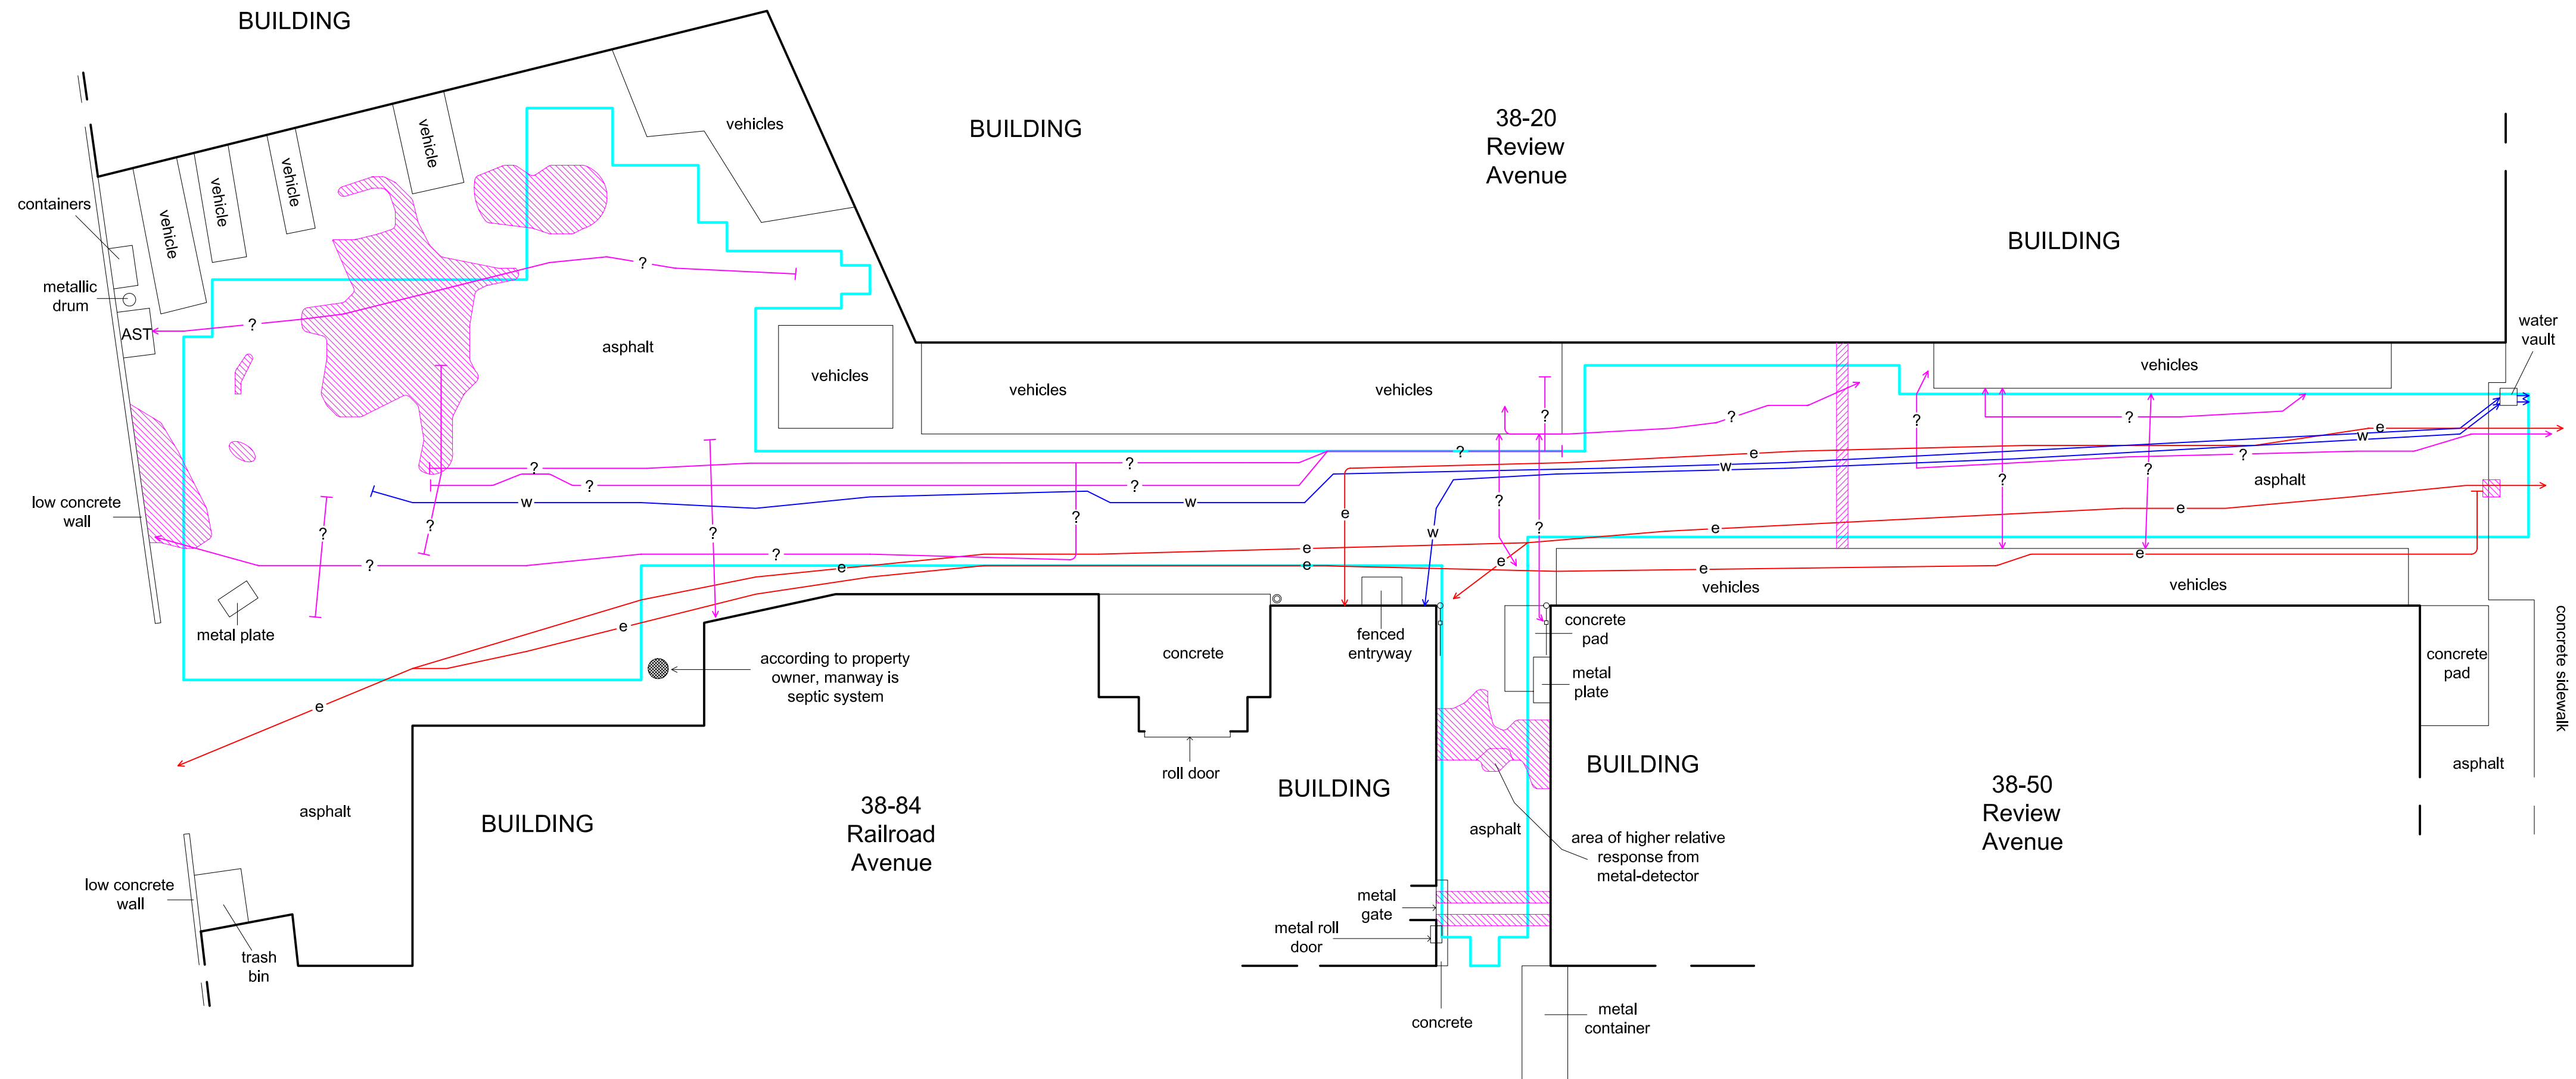 BUILDING
BUILDING
38-20
Review
Avenue
BUILDING
vehicles
vehicle
vehicle
vehicle
vehicle
containers
metallic
drum
AST
?
?
asphalt
vehicles
vehicles
vehicles
vehicles
water
vault
?
?
?
?
?
?
e
w
e
w
?
?
?
?
?
w
w
?
?
?
asphalt
low concrete
wall
?
?
?
?
e
w
?
?
e
e
?
?
e
e
e
e
e
e
vehicles
vehicles
metal plate
e
e
according to property
owner, manway is
septic system
concrete
roll door
fenced
entryway
concrete
pad
metal
plate
concrete
pad
concrete sidewalk
asphalt
asphalt
BUILDING
38-84
Railroad
Avenue
BUILDING
BUILDING
38-50
Review
Avenue
asphalt
area of higher relative
response from
metal-detector
low concrete
wall
trash
bin
metal
gate
metal roll
door
concrete
metal
container